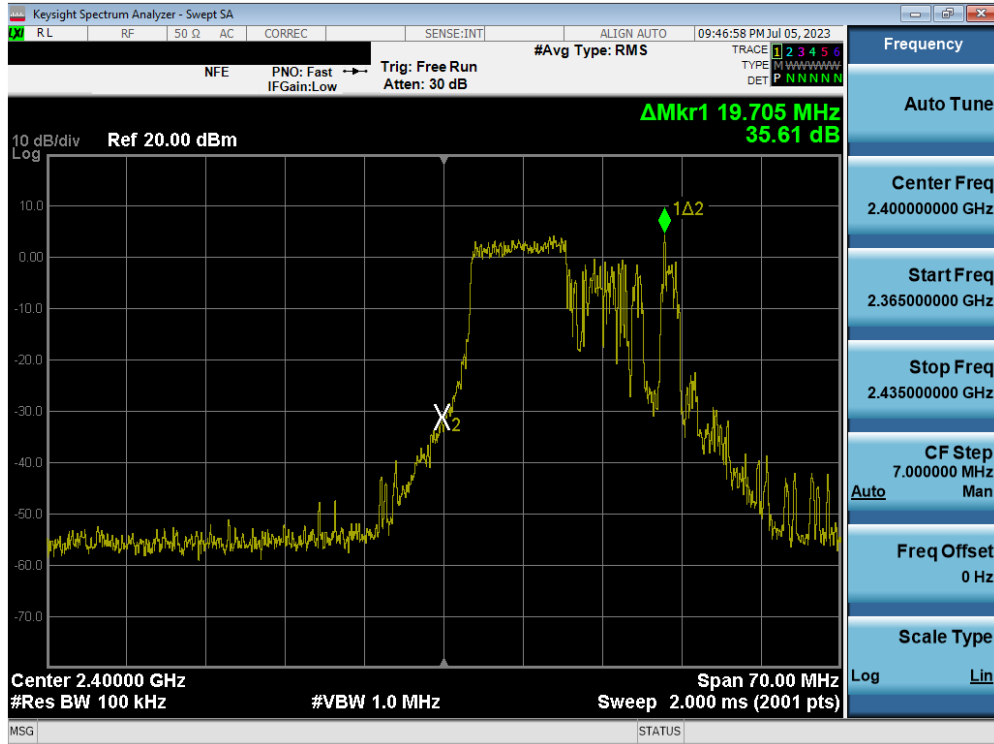 Keysight Spectrum Analyzer - Swept SA
LXI RL RF 50 Ω AC CORREC SENSE:INT ALIGN AUTO 09:46:58 PM Jul 05, 2023
#Avg Type: RMS TRACE 1 2 3 4 5 6
NFE PNO: Fast Trig: Free Run TYPE M WWWWW
IFGain:Low Atten: 30 dB DET P N N N N N
ΔMkr1 19.705 MHz
35.61 dB
10 dB/div Ref 20.00 dBm
Log
10.0
1Δ2
0.00
-10.0
-20.0
-30.0
2
-40.0
-50.0
-60.0
-70.0
Center 2.40000 GHz Span 70.00 MHz
#Res BW 100 kHz #VBW 1.0 MHz Sweep 2.000 ms (2001 pts)
MSG STATUS
Frequency
Auto Tune
Center Freq
2.400000000 GHz
Start Freq
2.365000000 GHz
Stop Freq
2.435000000 GHz
CF Step
7.000000 MHz
Auto Man
Freq Offset
0 Hz
Scale Type
Log Lin